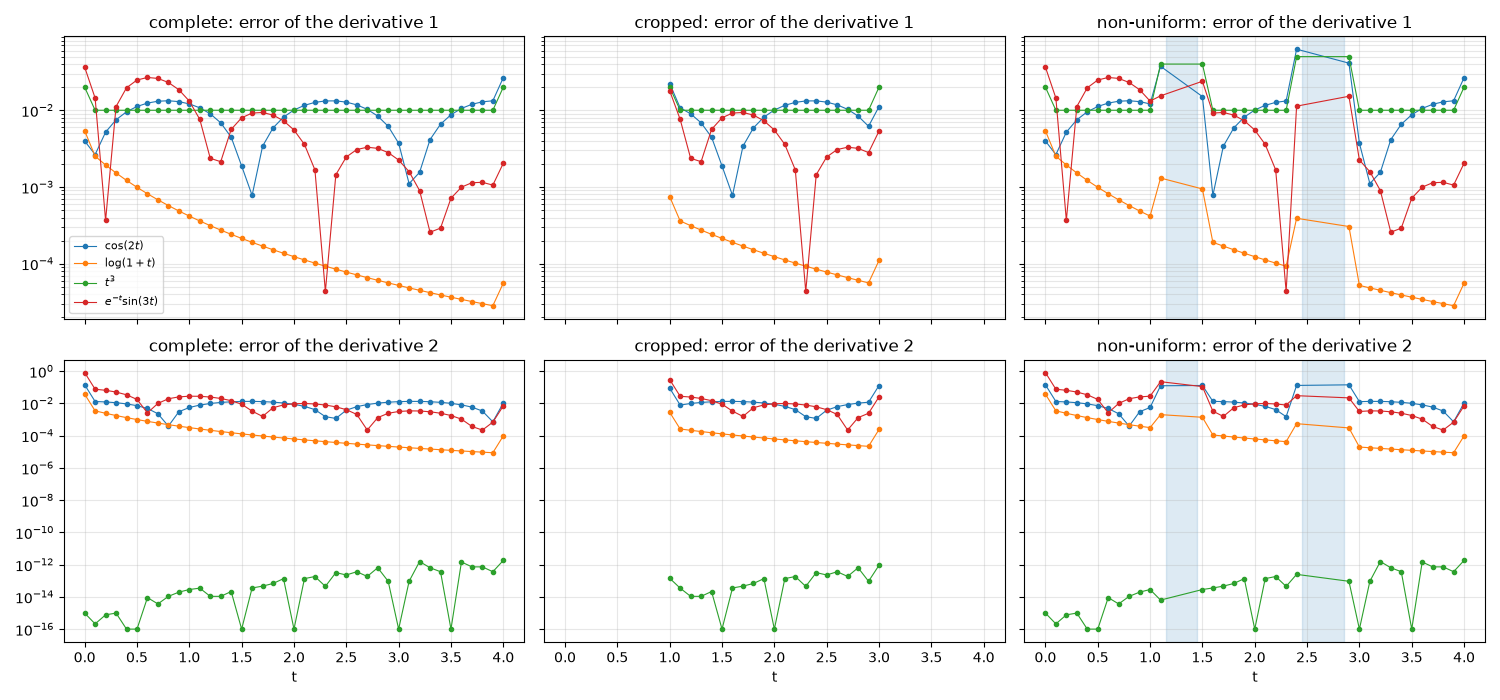 complete: error of the derivative 1
cropped: error of the derivative 1
non-uniform: error of the derivative 1
10⁻²
10⁻³
10⁻⁴
cos(2t)
log(1 + t)
t³
e⁻ᵗsin(3t)
complete: error of the derivative 2
cropped: error of the derivative 2
non-uniform: error of the derivative 2
10⁰
10⁻²
10⁻⁴
10⁻⁶
10⁻⁸
10⁻¹⁰
10⁻¹²
10⁻¹⁴
10⁻¹⁶
0.0 0.5 1.0 1.5 2.0 2.5 3.0 3.5 4.0
0.0 0.5 1.0 1.5 2.0 2.5 3.0 3.5 4.0
0.0 0.5 1.0 1.5 2.0 2.5 3.0 3.5 4.0
t
t
t